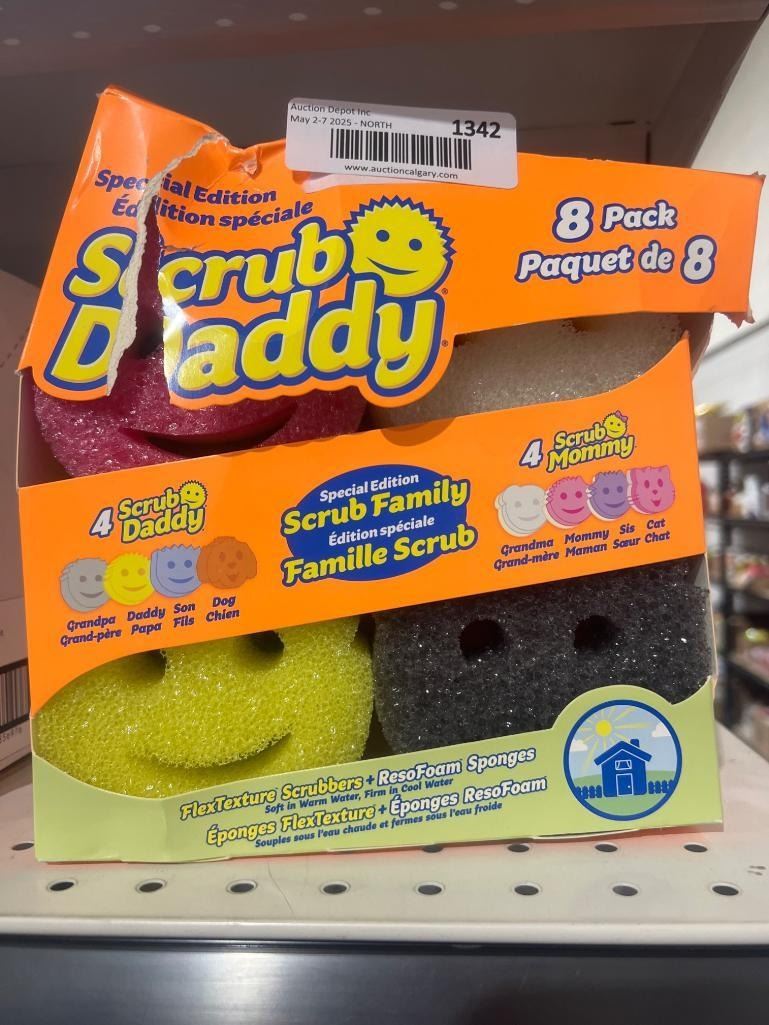 Auction Depot Inc
May 2-7 2025 - NORTH
1342
www.auctioncalgary.com
Special Edition
Édition spéciale
Scrub
Daddy
8 Pack
Paquet de 8
4 Scrub
Daddy
Grandpa Daddy Son Dog
Grand-père Papa Fils Chien
Special Edition
Scrub Family
Édition spéciale
Famille Scrub
4 Scrub
Mommy
Grandma Mommy Sis Cat
Grand-mère Maman Sœur Chat
FlexTexture Scrubbers + ResoFoam Sponges
Soft in Warm Water, Firm in Cool Water
Éponges FlexTexture + Éponges ResoFoam
Souples sous l'eau chaude et fermes sous l'eau froide